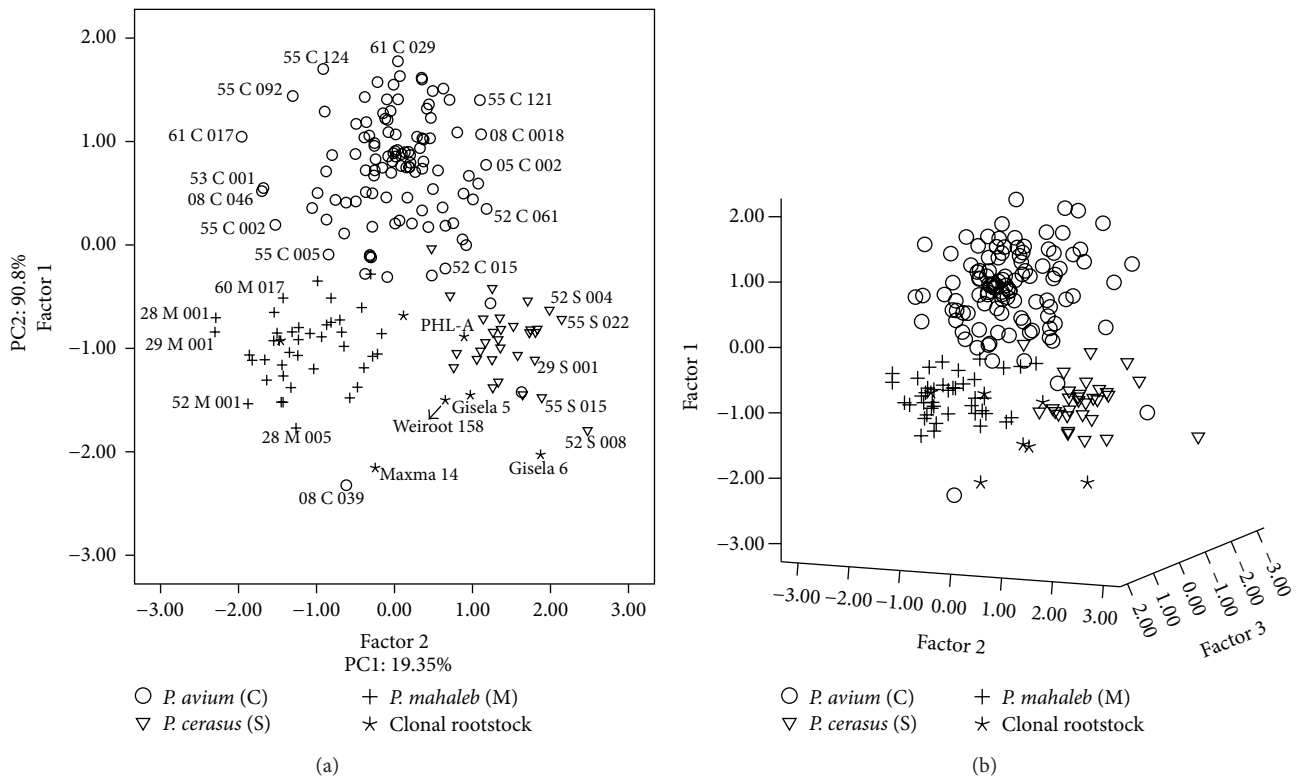 2.00
1.00
0.00
−1.00
−2.00
−3.00
PC2: 90.8%
Factor 1
61 C 029
55 C 124
55 C 092
55 C 121
61 C 017
08 C 0018
05 C 002
53 C 001
08 C 046
55 C 002
52 C 061
55 C 005
52 C 015
60 M 017
52 S 004
28 M 001
PHL-A
55 S 022
29 M 001
29 S 001
52 M 001
Gisela 5
55 S 015
Weiroot 158
28 M 005
52 S 008
Maxma 14
Gisela 6
08 C 039
−3.00 −2.00 −1.00 0.00 1.00 2.00 3.00
Factor 2
PC1: 19.35%
P. avium (C)
P. mahaleb (M)
P. cerasus (S)
Clonal rootstock
(a)
2.00
1.00
0.00
−1.00
−2.00
−3.00
Factor 1
−3.00 −2.00 −1.00 0.00 1.00 2.00 3.00
Factor 2
2.00 1.00 0.00 −1.00 −2.00 −3.00
Factor 3
P. avium (C)
P. mahaleb (M)
P. cerasus (S)
Clonal rootstock
(b)